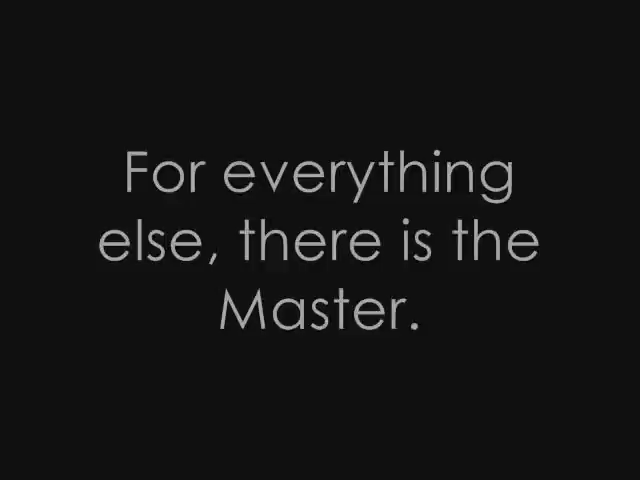 For everything
else, there is the
Master.